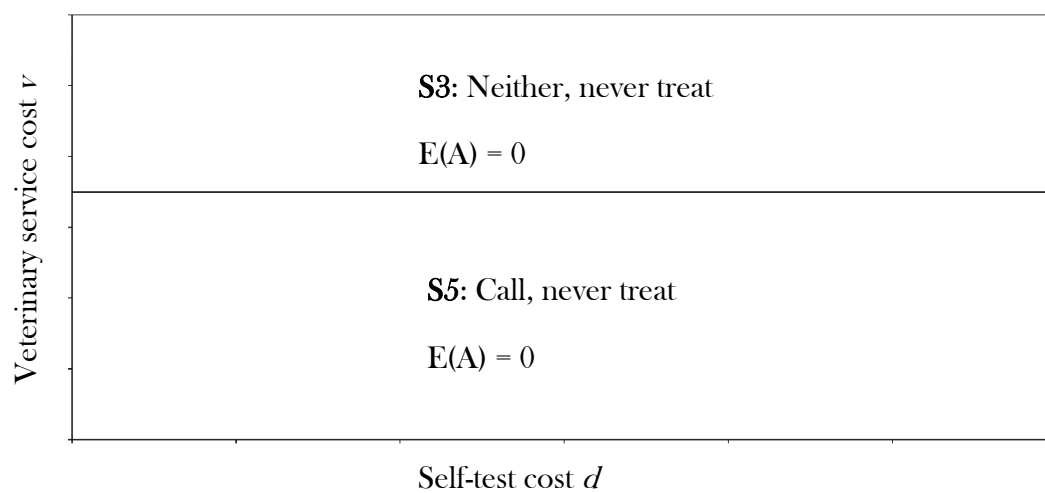 Veterinary service cost v
S3: Neither, never treat
E(A) = 0
S5: Call, never treat
E(A) = 0
Self-test cost d